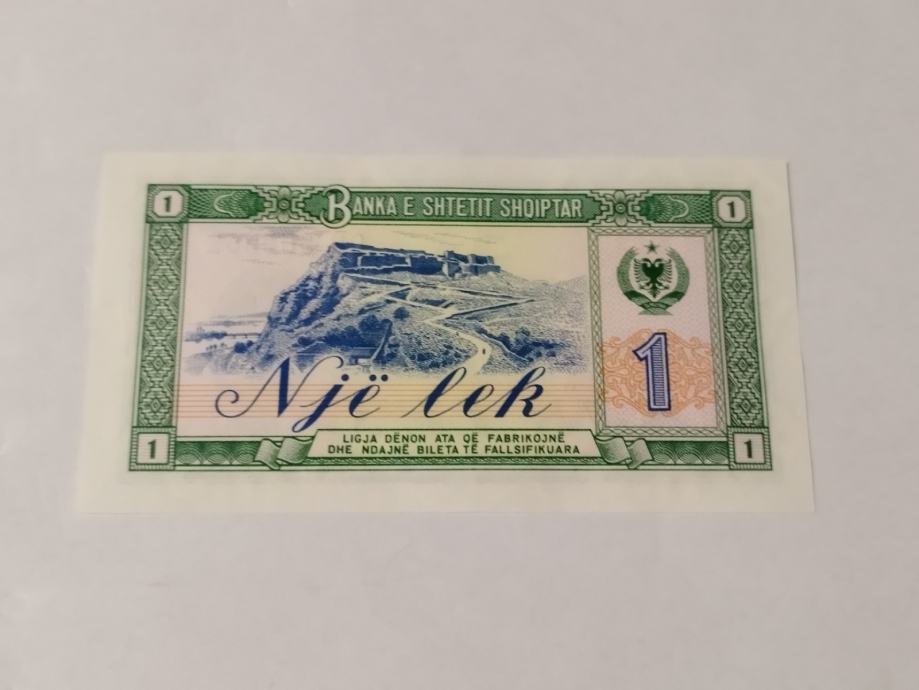 1 BANKA E SHTETIT SHQIPTAR 1
Një lek
1
1 LIGJA DËNON ATA QË FABRIKOJNË
DHE NDAJNË BILETA TË FALLSIFIKUARA 1